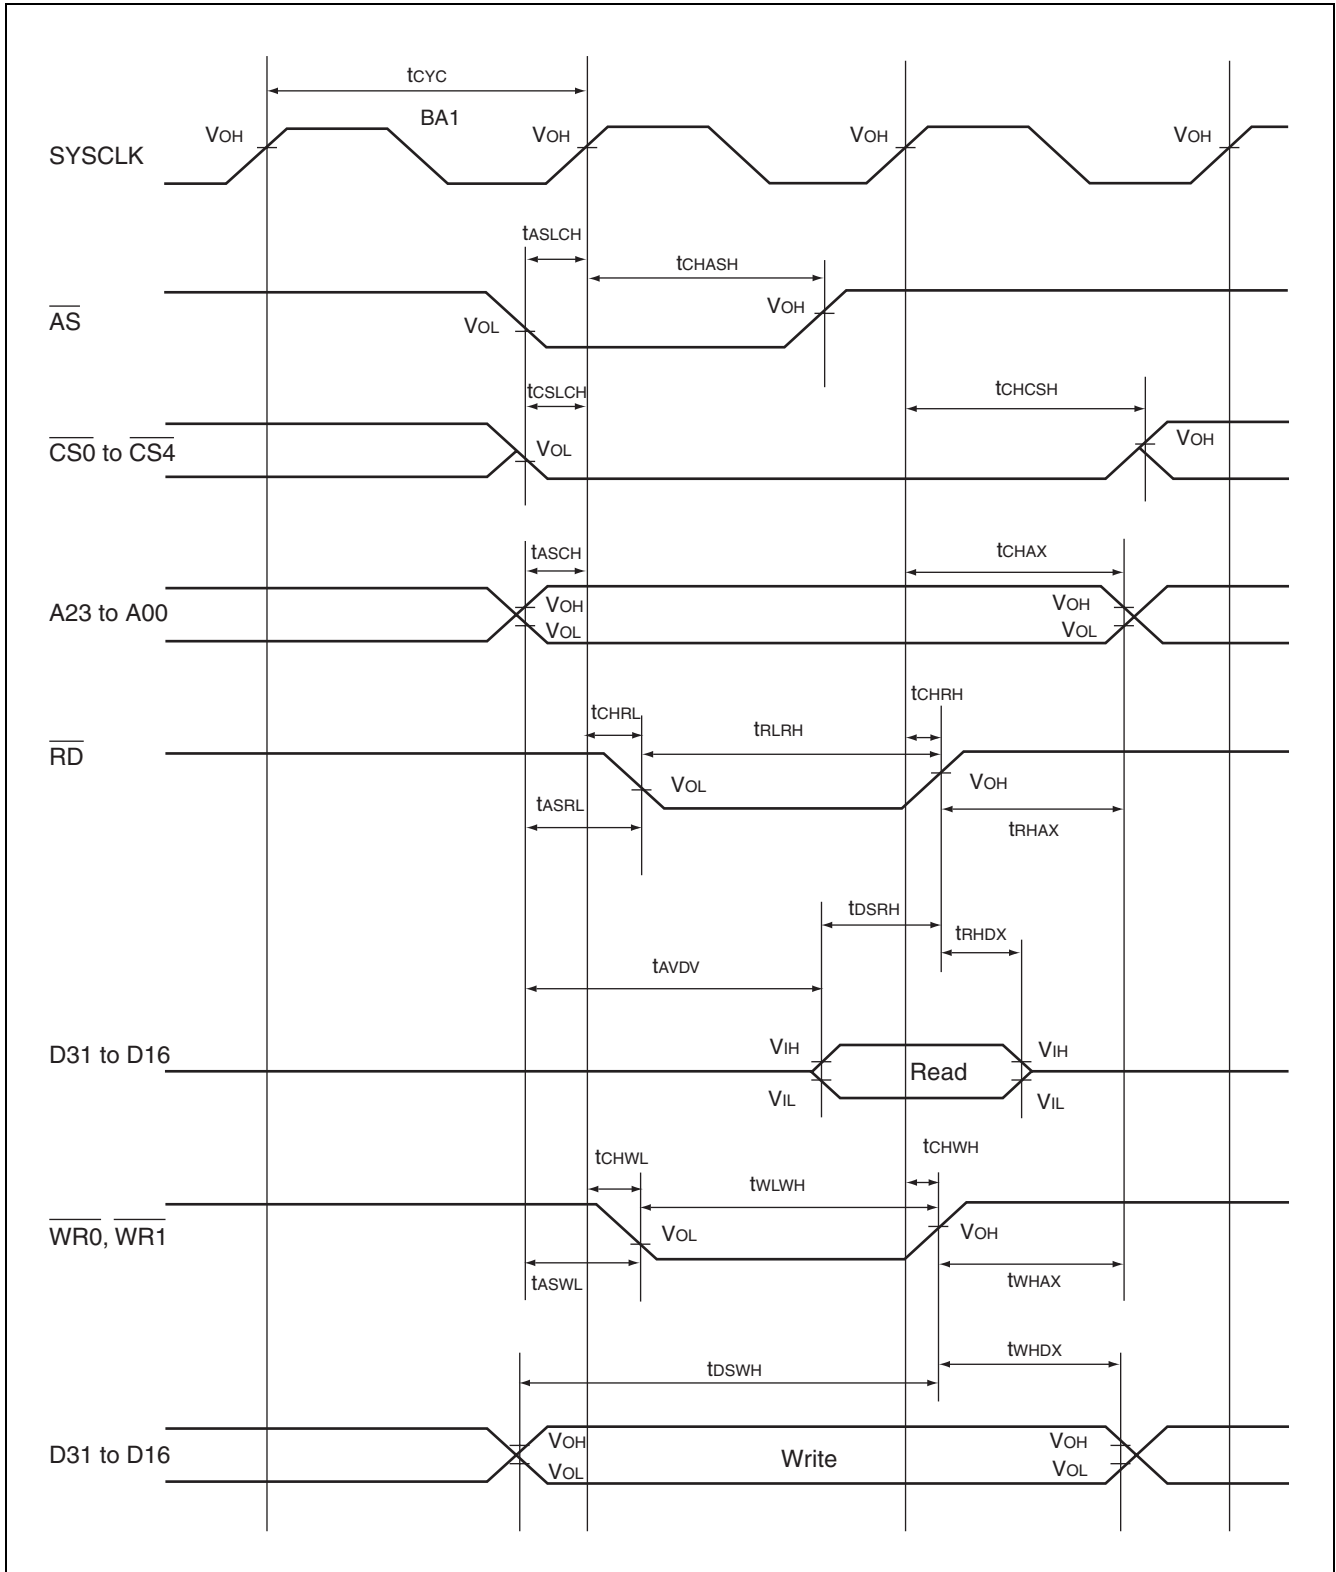 tCYC
BA1
VOH VOH VOH VOH
SYSCLK
tASLCH
tCHASH
VOH
AS
VOL
tCSLCH
tCHCSH
VOH
CS0 to CS4
VOL
tASCH
tCHAX
A23 to A00
VOH VOH
VOL VOL
tCHRH
tCHRL
tRLRH
RD
VOL VOH
tASRL
tRHAX
tDSRH
tRHDX
tAVDV
D31 to D16
VIH VIH
Read
VIL VIL
tCHWH
tCHWL
tWLWH
WR0, WR1
VOL VOH
tASWL
tWHAX
tWHDX
tDSWH
D31 to D16
VOH VOH
Write
VOL VOL